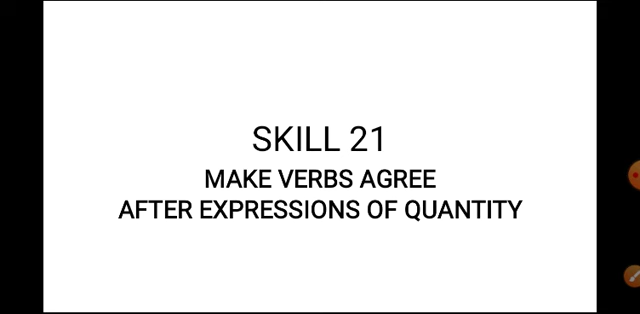 SKILL 21
MAKE VERBS AGREE
AFTER EXPRESSIONS OF QUANTITY